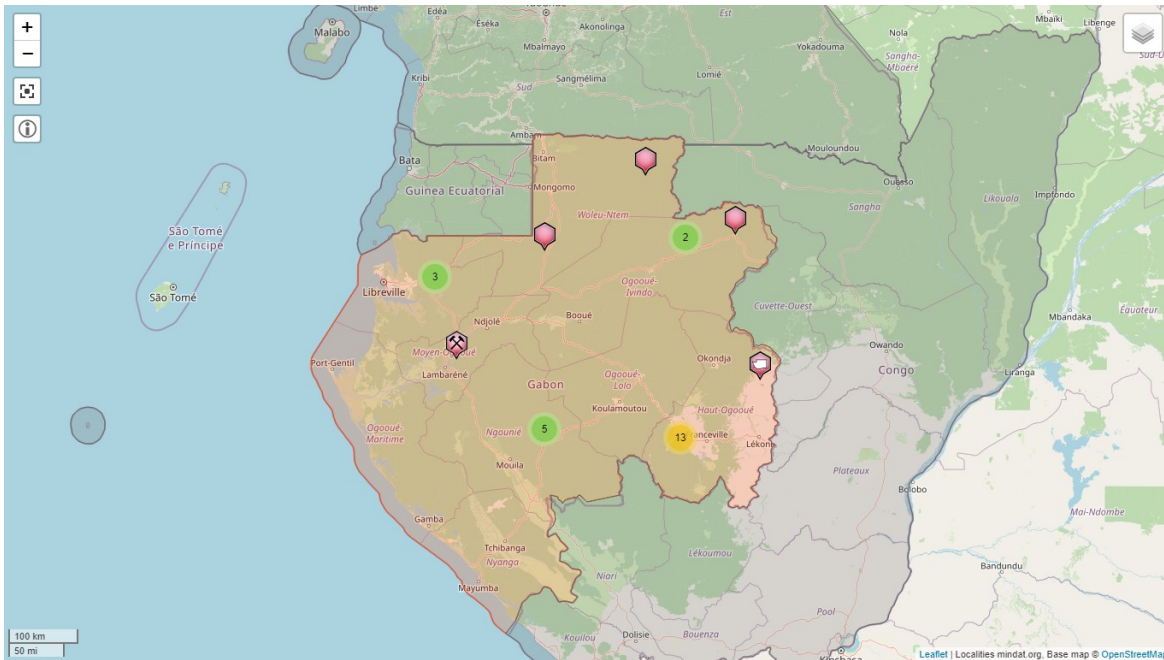 +
−
Limbe
Malabo
Edéa
Éséka
Akonolinga
Mbalmayo
Est
Nola
Mbaïki
Libenge
Sangha-
Mbaéré
Yokadouma
Kribi
Sangmélima
Lomié
Sud
Ambam
Mouloundou
Bata
Bitam
Guinea Ecuatorial
Mongomo
Ouesso
Impfondo
Likouala
Sangha
Woleu-Ntem
2
São Tomé
e Príncipe
3
Libreville
São Tomé
Ogooué-
Ivindo
Cuvette-Ouest
Équateur
Mbandaka
Ndjolé
Booué
Owando
Moyen-Ogooué
Port-Gentil
Lambaréné
Okondja
Congo
Liranga
Gabon
Ogooué-
Lolo
Koulamoutou
Haut-Ogooué
Ogooué-
Maritime
Ngounié
5
13
anceville
Lékoni
Mouila
Plateaux
Bolobo
Mai-Ndombe
Gamba
Tchibanga
Nyanga
Lékoumou
Niari
Bandundu
Mayumba
Pool
100 km
50 mi
Kouilou
Dolisie
Bouenza
Kinshasa
Leaflet | Localities mindat.org, Base map © OpenStreetMap